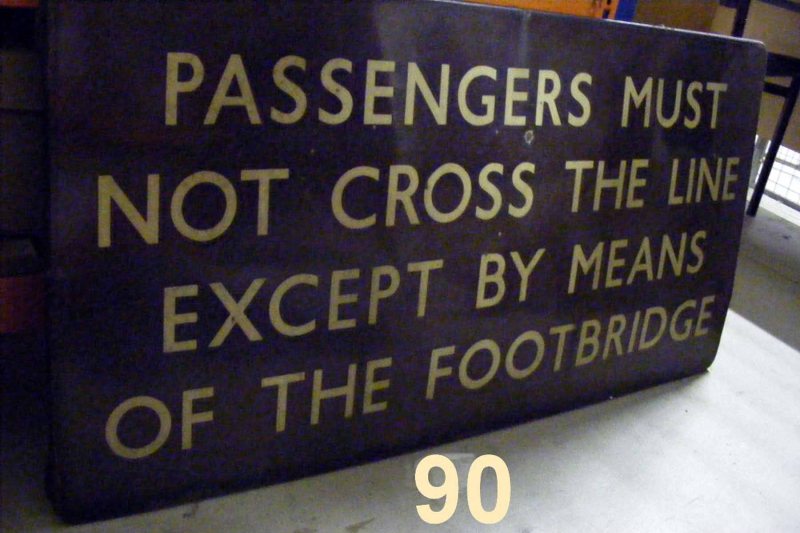 PASSENGERS MUST
NOT CROSS THE LINE
EXCEPT BY MEANS
OF THE FOOTBRIDGE
90